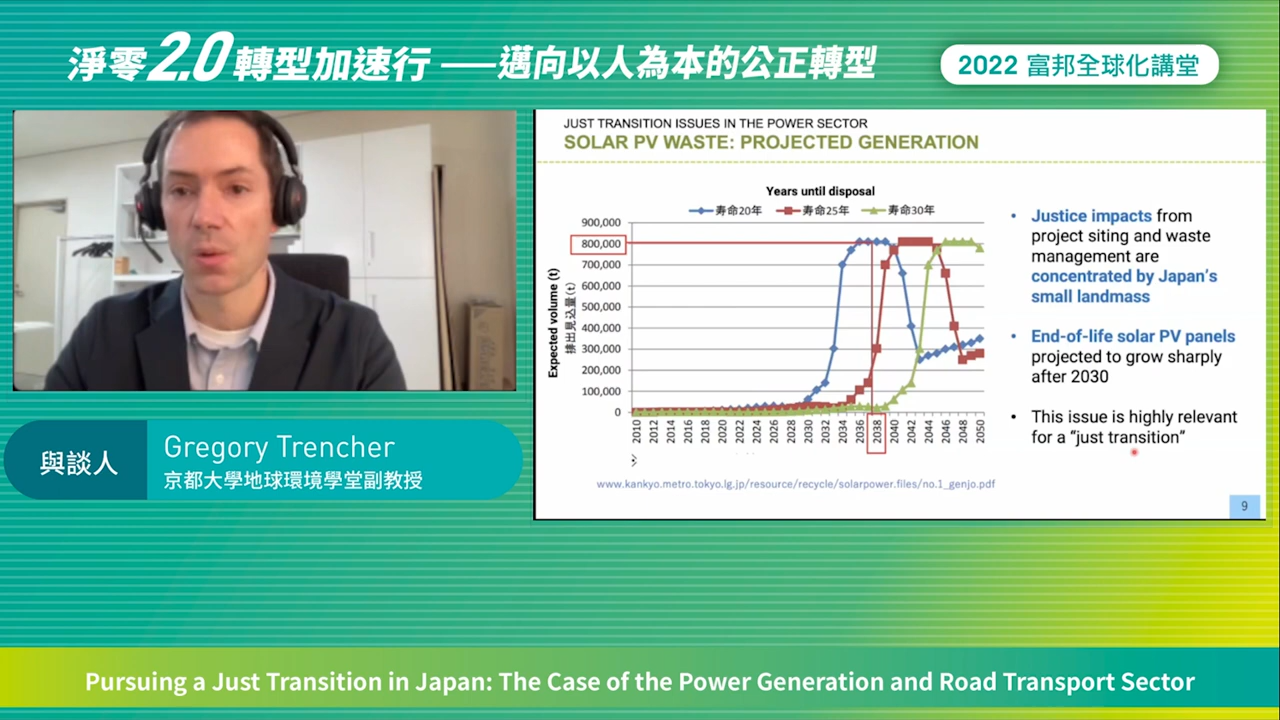 淨零2.0轉型加速行——邁向以人為本的公正轉型
2022 富邦全球化講堂
與談人
Gregory Trencher
京都大學地球環境學堂副教授
JUST TRANSITION ISSUES IN THE POWER SECTOR
SOLAR PV WASTE: PROJECTED GENERATION
Years until disposal
寿命20年 寿命25年 寿命30年
Expected volume (t)
排出見込量(t)
900,000
800,000
700,000
600,000
500,000
400,000
300,000
200,000
100,000
0
2010 2012 2014 2016 2018 2020 2022 2024 2026 2028 2030 2032 2034 2036 2038 2040 2042 2044 2046 2048 2050
www.kankyo.metro.tokyo.lg.jp/resource/recycle/solarpower.files/no.1_genjo.pdf
• Justice impacts from
project siting and waste
management are
concentrated by Japan's
small landmass
• End-of-life solar PV panels
projected to grow sharply
after 2030
• This issue is highly relevant
for a “just transition”
9
Pursuing a Just Transition in Japan: The Case of the Power Generation and Road Transport Sector